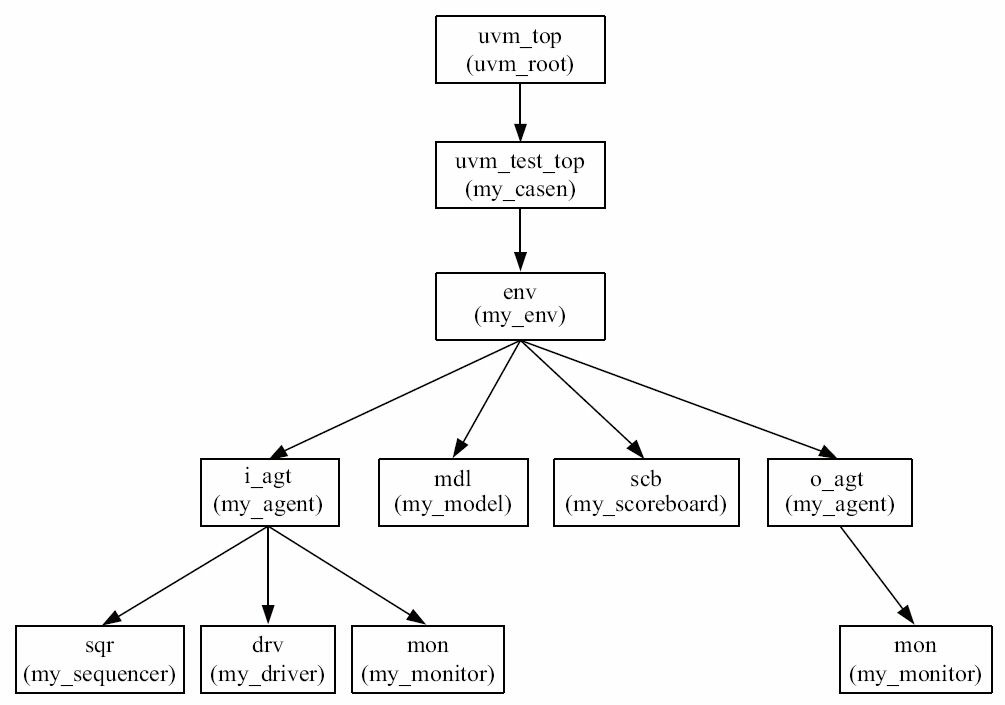 uvm_top
(uvm_root)
uvm_test_top
(my_casen)
env
(my_env)
i_agt
(my_agent)
mdl
(my_model)
scb
(my_scoreboard)
o_agt
(my_agent)
sqr
(my_sequencer)
drv
(my_driver)
mon
(my_monitor)
mon
(my_monitor)